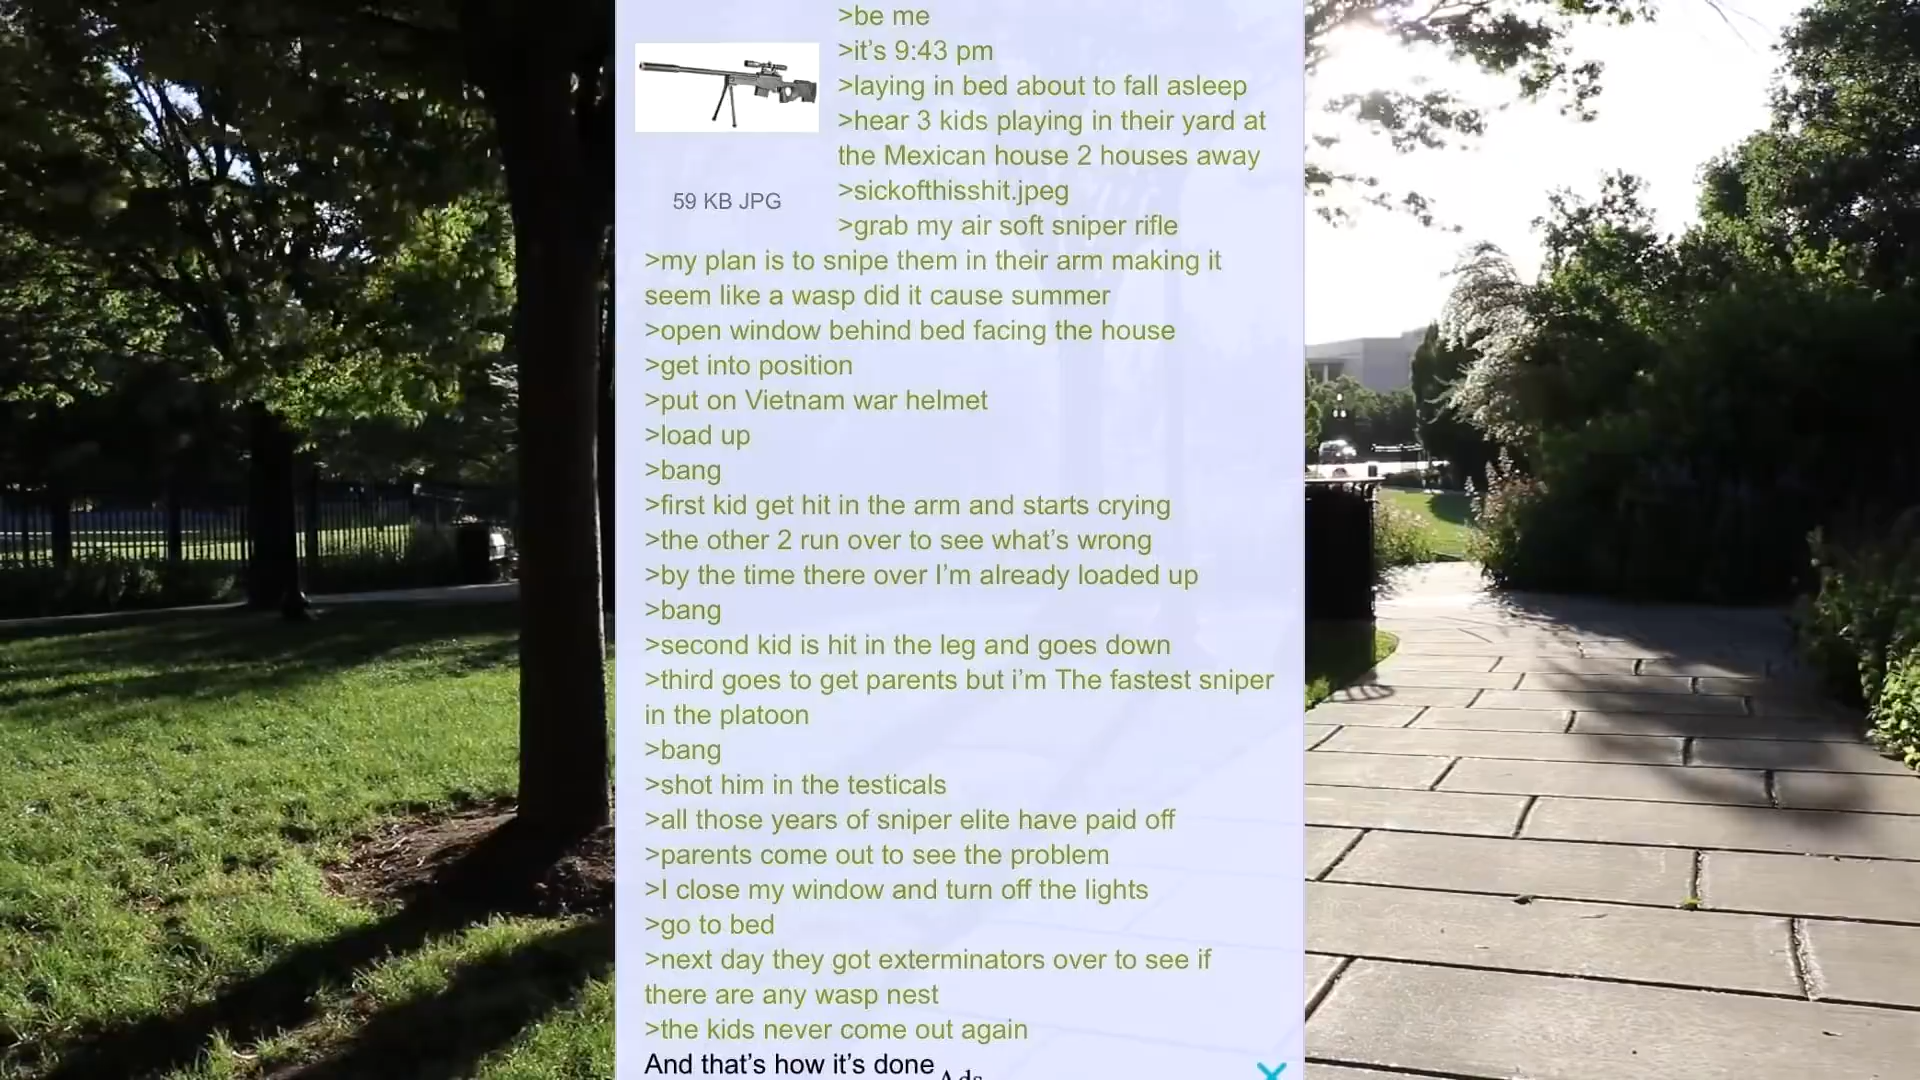 >be me
>it’s 9:43 pm
>laying in bed about to fall asleep
>hear 3 kids playing in their yard at
the Mexican house 2 houses away
>sickofthisshit.jpeg
>grab my air soft sniper rifle
59 KB JPG
>my plan is to snipe them in their arm making it
seem like a wasp did it cause summer
>open window behind bed facing the house
>get into position
>put on Vietnam war helmet
>load up
>bang
>first kid get hit in the arm and starts crying
>the other 2 run over to see what’s wrong
>by the time there over I’m already loaded up
>bang
>second kid is hit in the leg and goes down
>third goes to get parents but i’m The fastest sniper
in the platoon
>bang
>shot him in the testicals
>all those years of sniper elite have paid off
>parents come out to see the problem
>I close my window and turn off the lights
>go to bed
>next day they got exterminators over to see if
there are any wasp nest
>the kids never come out again
And that’s how it’s done
Ads